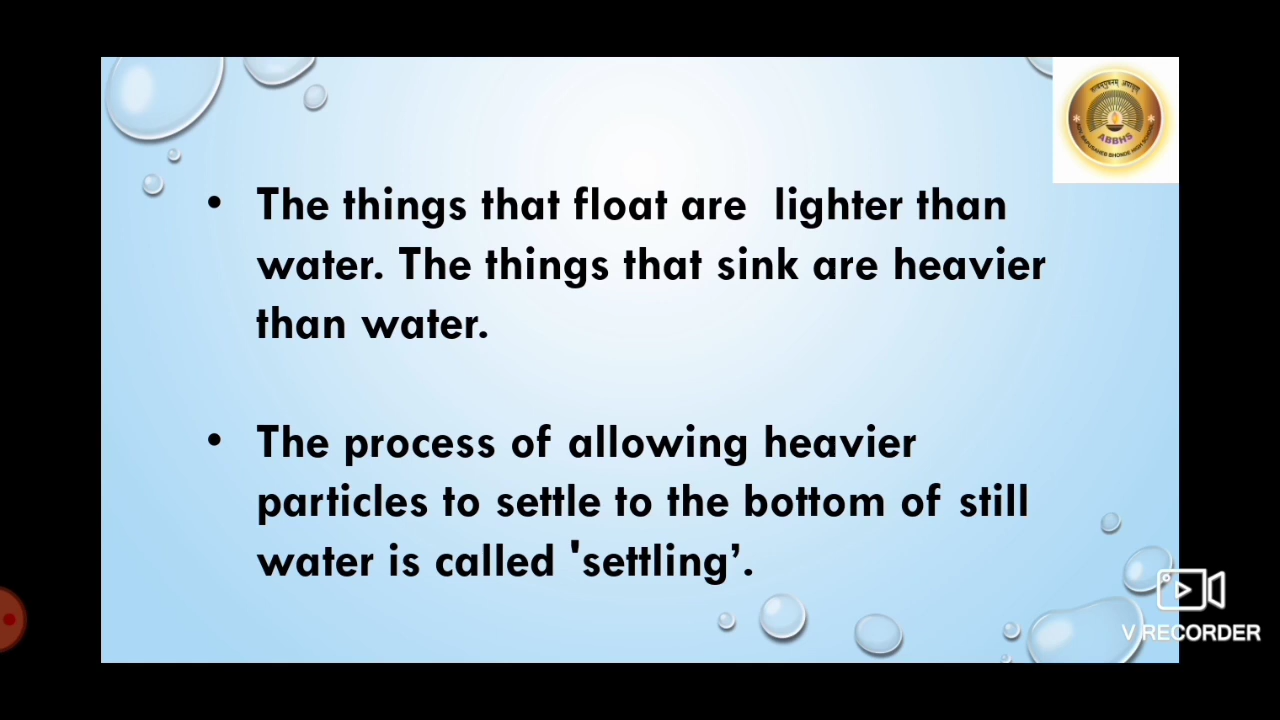 • The things that float are  lighter than
water. The things that sink are heavier
than water.
• The process of allowing heavier
particles to settle to the bottom of still
water is called 'settling’.
ABBHS
V RECORDER